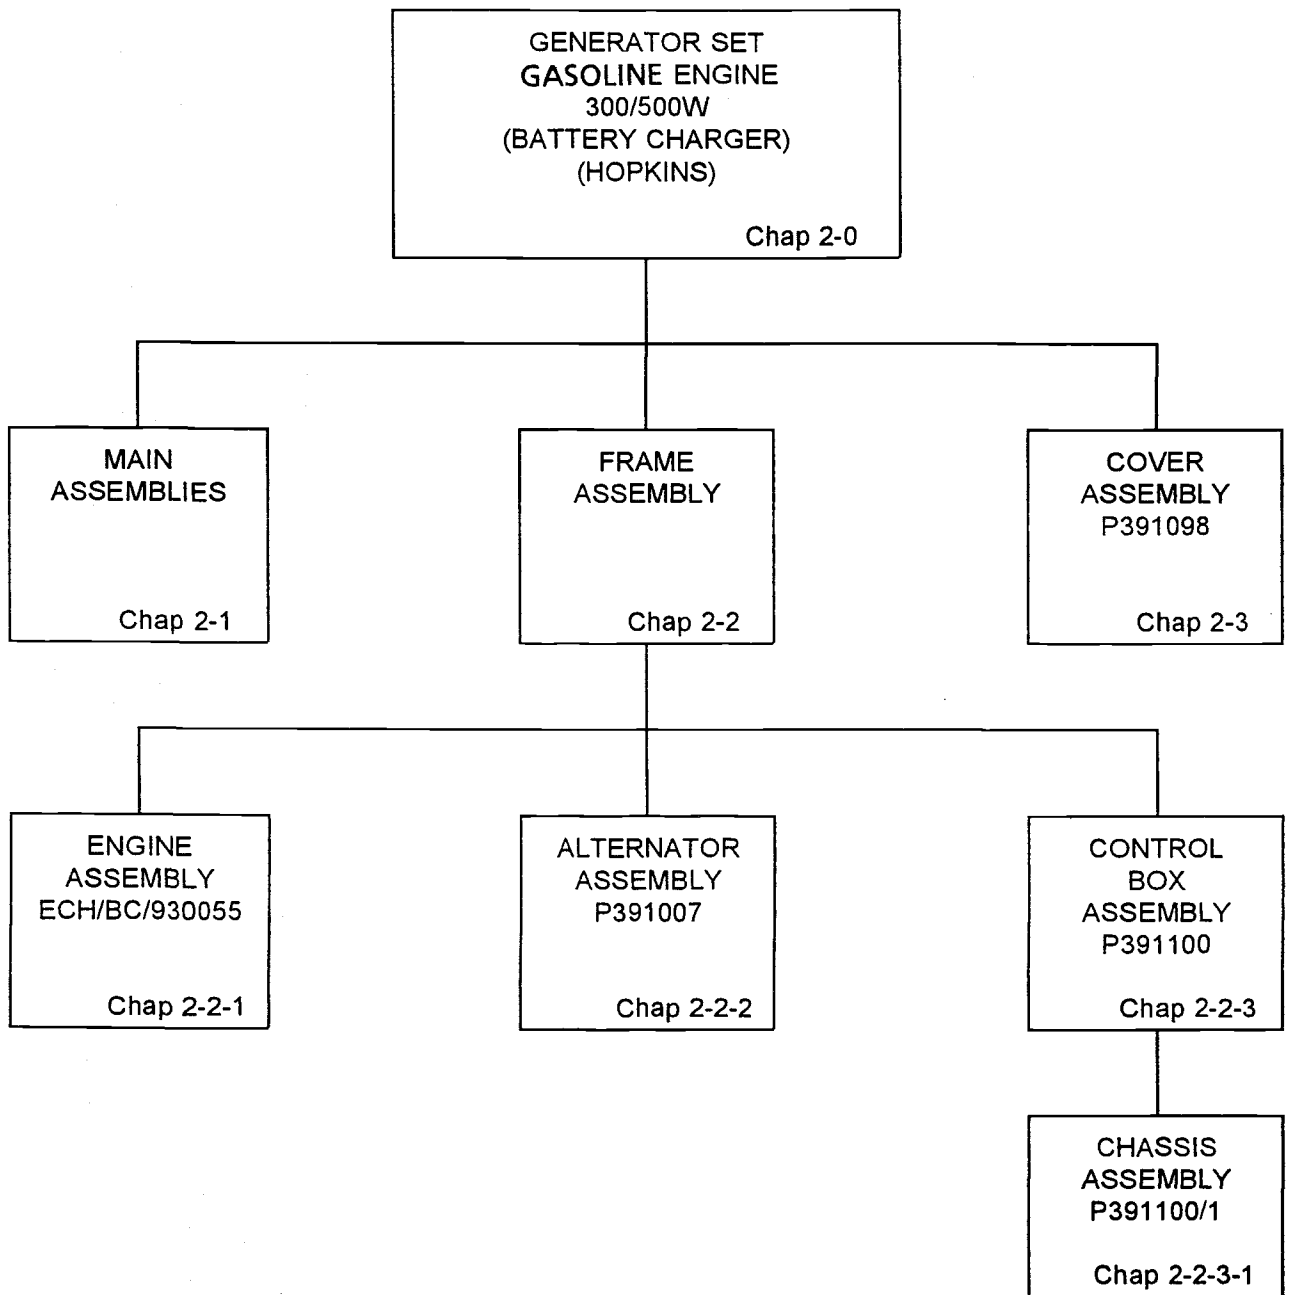 GENERATOR SET
GASOLINE ENGINE
300/500W
(BATTERY CHARGER)
(HOPKINS)
Chap 2-0
MAIN
ASSEMBLIES
Chap 2-1
FRAME
ASSEMBLY
Chap 2-2
COVER
ASSEMBLY
P391098
Chap 2-3
ENGINE
ASSEMBLY
ECH/BC/930055
Chap 2-2-1
ALTERNATOR
ASSEMBLY
P391007
Chap 2-2-2
CONTROL
BOX
ASSEMBLY
P391100
Chap 2-2-3
CHASSIS
ASSEMBLY
P391100/1
Chap 2-2-3-1